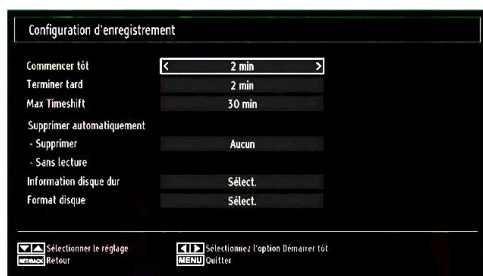 Configuration d'enregistrement
Commencer tôt < 2 min >
Terminer tard 2 min
Max Timeshift 30 min
Supprimer automatiquement
- Supprimer Aucun
- Sans lecture
Information disque dur Sélect.
Format disque Sélect.
Sélectionner le réglage Sélectionnez l'option Démarrer tôt
Retour MENU Quitter